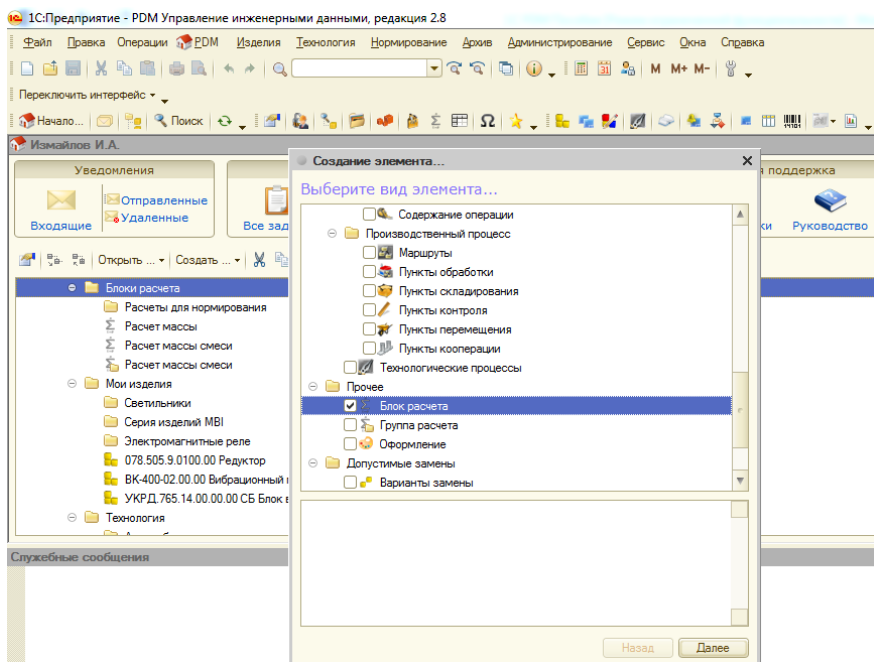 1С:Предприятие - PDM Управление инженерными данными, редакция 2.8
Файл Правка Операции PDM Изделия Технология Нормирование Архив Администрирование Сервис Окна Справка
M M+ M-
Переключить интерфейс
Начало... Поиск
Измайлов И.А.
Уведомления
поддержка
Входящие
Отправленные
Удаленные
Все зад
ки
Руководство
Открыть ... Создать ...
Блоки расчета
Расчеты для нормирования
Расчет массы
Расчет массы смеси
Расчет массы смеси
Мои изделия
Светильники
Серия изделий MBI
Электромагнитные реле
078.505.9.0100.00 Редуктор
ВК-400-02.00.00 Вибрационный
УКРД.765.14.00.00.00 СБ Блок
Технология
Служебные сообщения
Создание элемента...
Выберите вид элемента...
Содержание операции
Производственный процесс
Маршруты
Пункты обработки
Пункты складирования
Пункты контроля
Пункты перемещения
Пункты кооперации
Технологические процессы
Прочее
Блок расчета
Группа расчета
Оформление
Допустимые замены
Варианты замены
Назад Далее